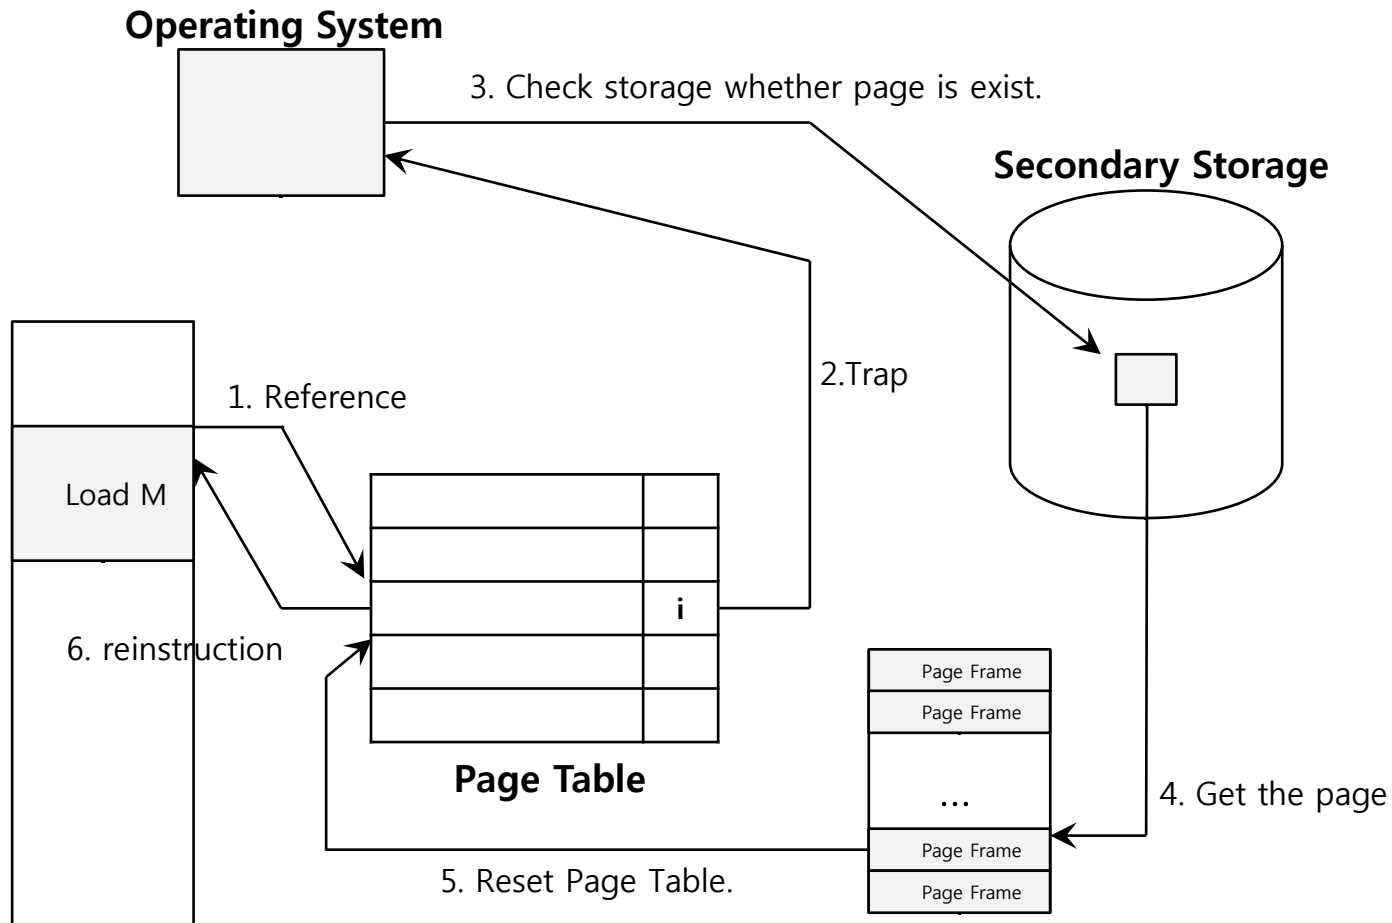 Operating System
3. Check storage whether page is exist.
Secondary Storage
2.Trap
1. Reference
Load M
i
6. reinstruction
Page Frame
Page Frame
Page Table
...
4. Get the page
Page Frame
5. Reset Page Table.
Page Frame